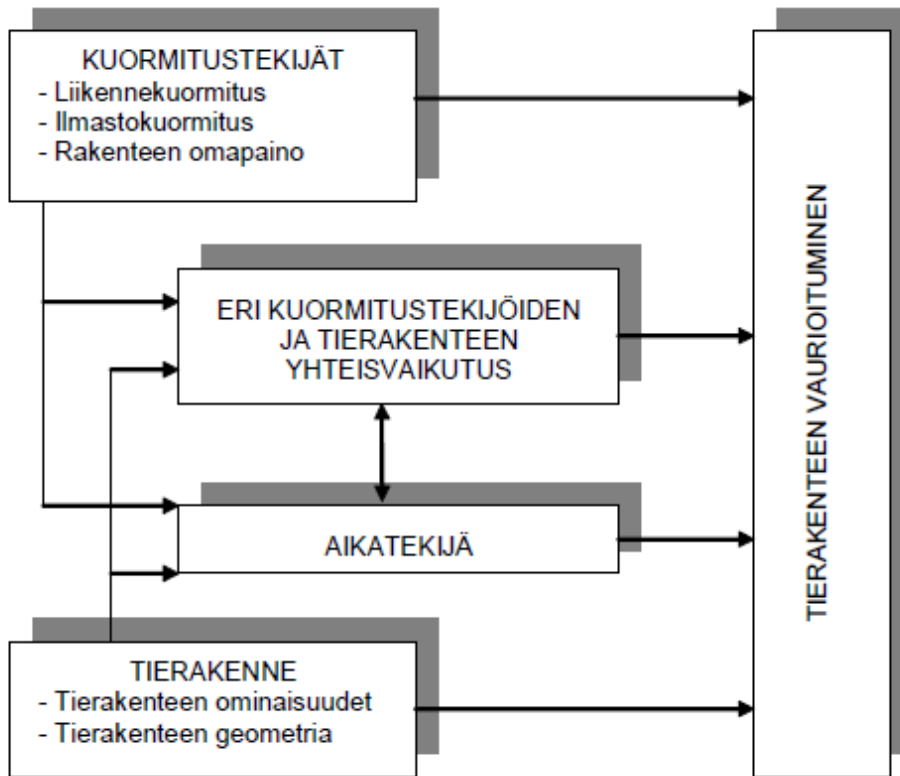 KUORMITUSTEKIJÄT
- Liikennekuormitus
- Ilmastokuormitus
- Rakenteen omapaino
ERI KUORMITUSTEKIJÖIDEN
JA TIERAKENTEEN
YHTEISVAIKUTUS
AIKATEKIJÄ
TIERAKENNE
- Tierakenteen ominaisuudet
- Tierakenteen geometria
TIERAKENTEEN VAURIOITUMINEN